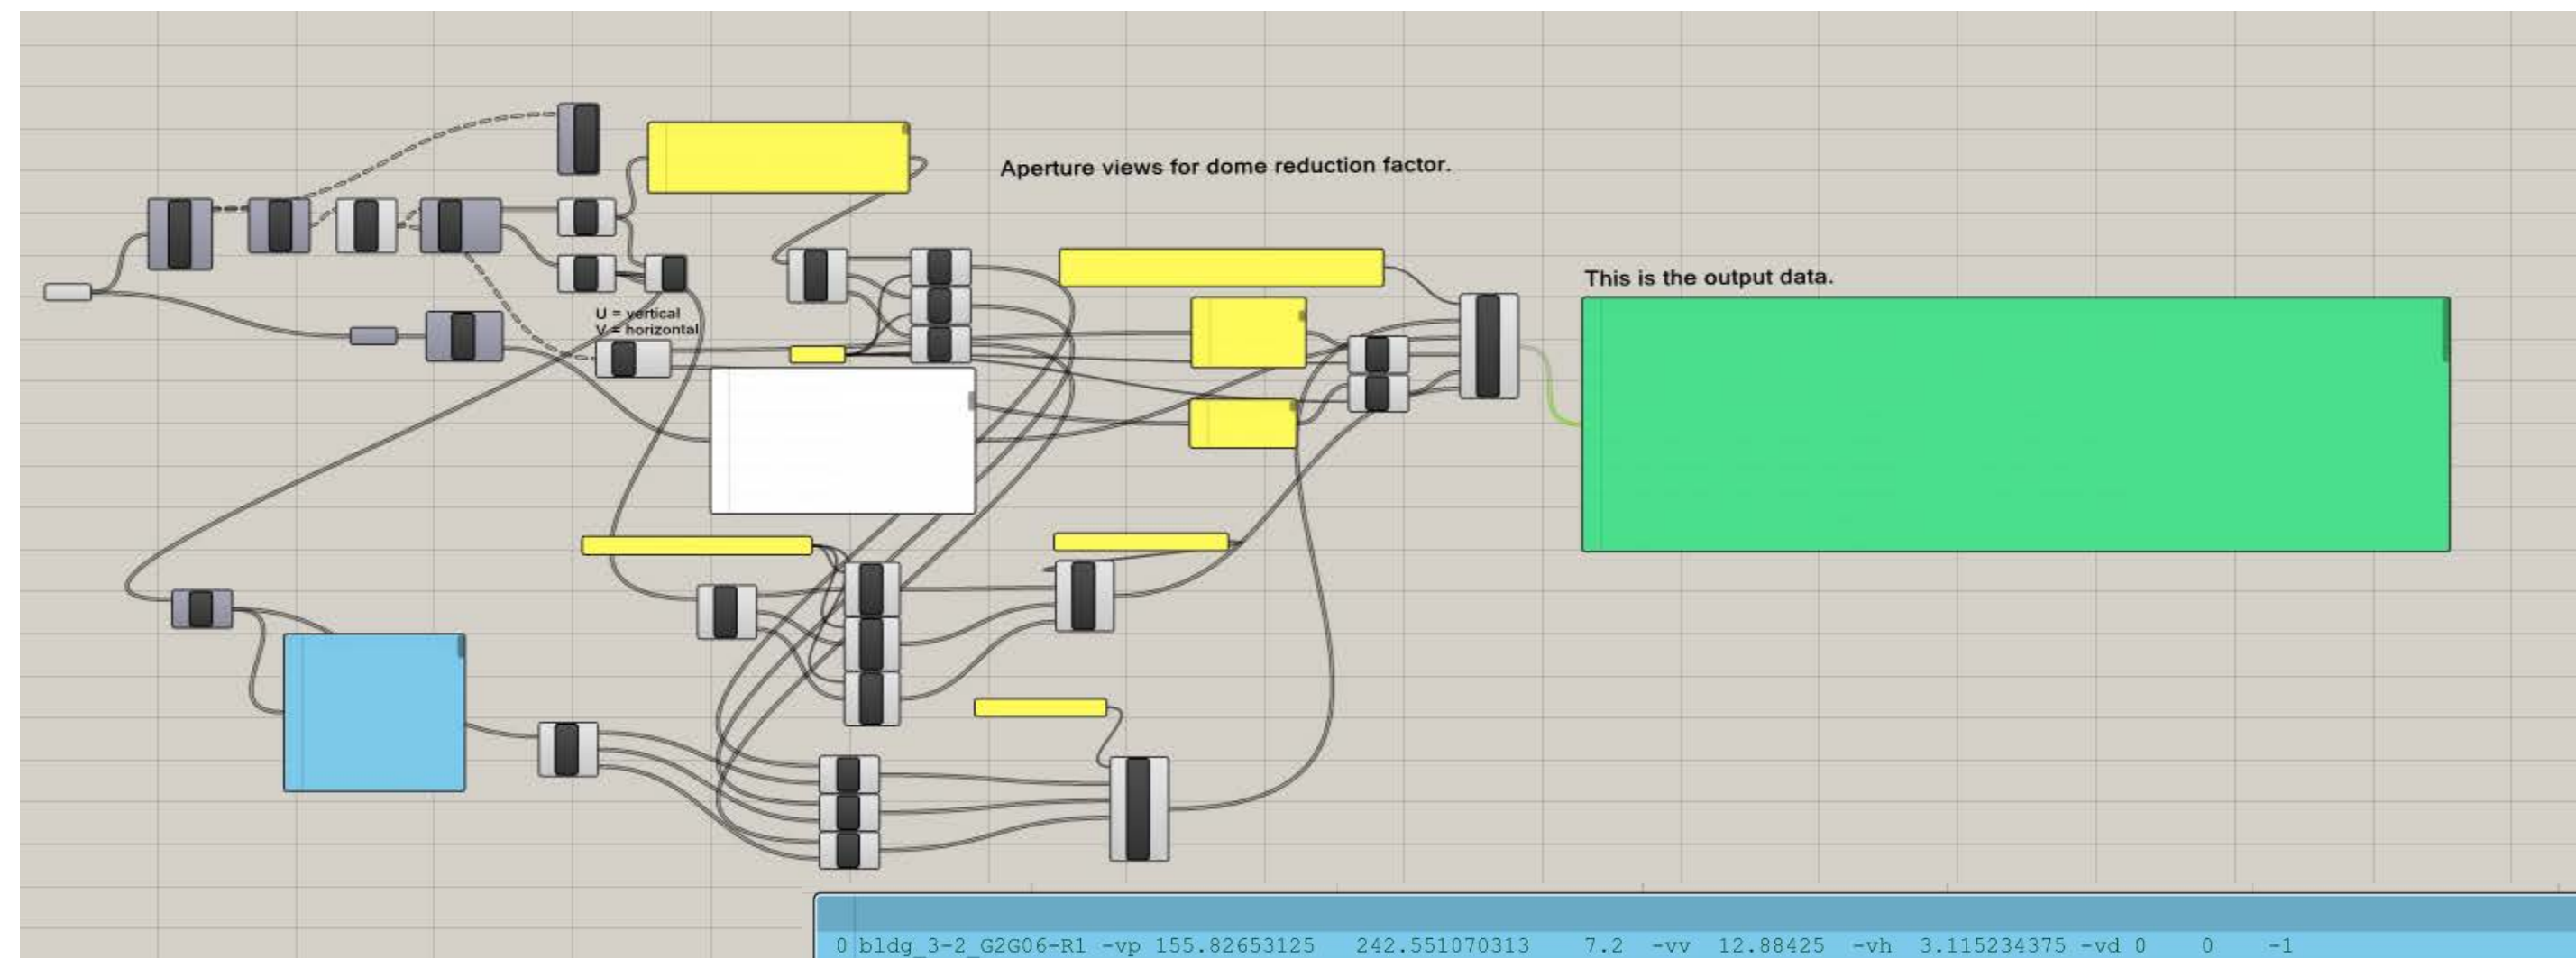 Aperture views for dome reduction factor.
This is the output data.
U = vertical
V = horizontal
0 bldg_3-2_G2G06-R1 -vp 155.82653125 242.551070313 7.2 -vv 12.88425 -vh 3.115234375 -vd 0 0 -1